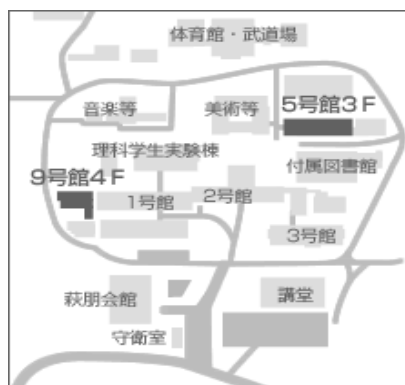 体育館・武道場
5号館3F
音楽等
美術等
理科学生実験棟
付属図書館
9号館4F
1号館
2号館
3号館
萩朋会館
講堂
守衛室